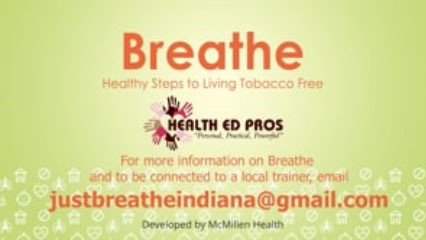 Breathe
Healthy Steps to Living Tobacco Free
HEALTH ED PROS
"Personal, Practical, Powerful"
For more information on Breathe
and to be connected to a local trainer, email
justbreatheindiana@gmail.com
Developed by McMillen Health